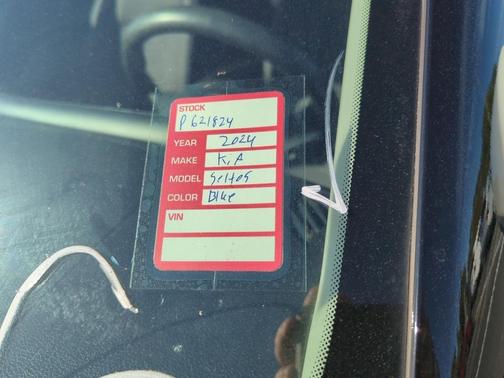 STOCK
P621824
YEAR 2024
MAKE KiA
MODEL Seltos
COLOR Blue
VIN